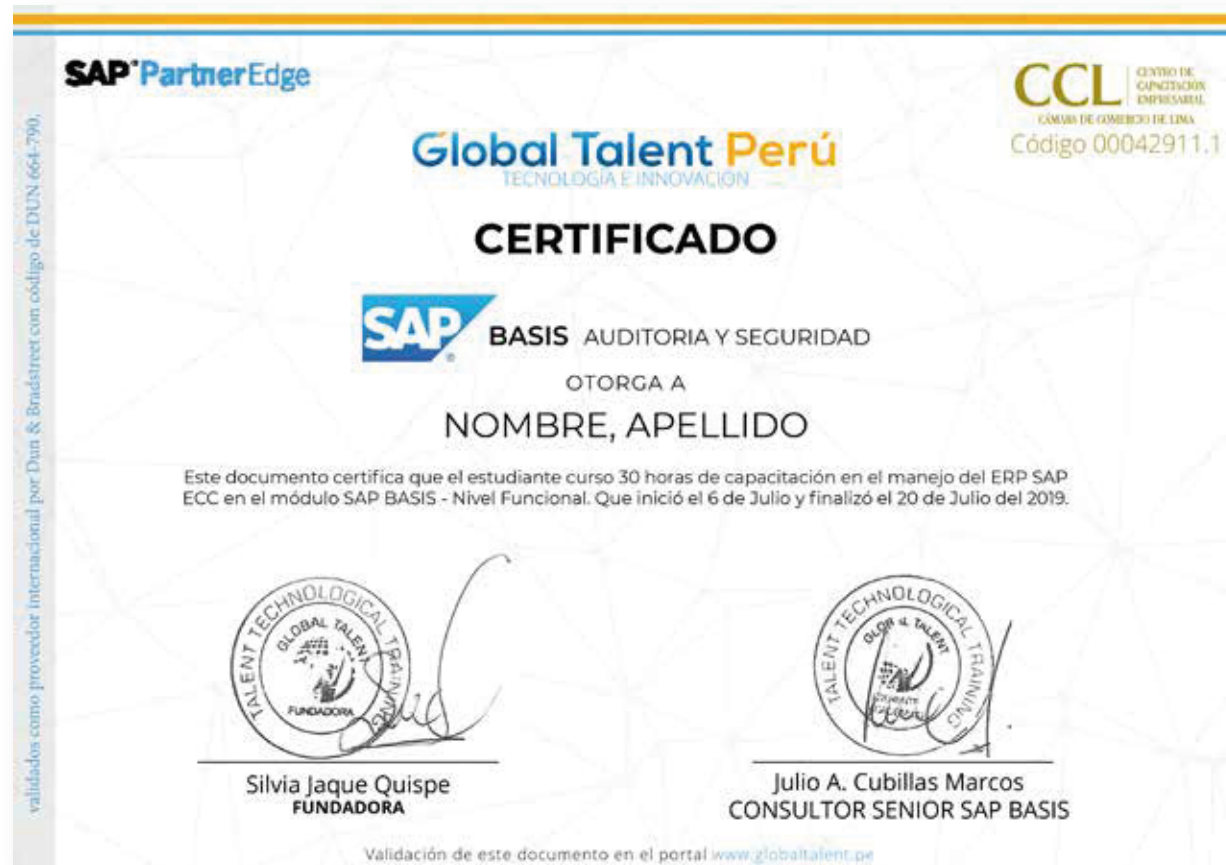 SAP PartnerEdge
CCL
CENTRO DE
CAPACITACIÓN
EMPRESARIAL
CÁMARA DE COMERCIO DE LIMA
Código 00042911.1
Global Talent Perú
TECNOLOGÍA E INNOVACIÓN
CERTIFICADO
SAP BASIS AUDITORIA Y SEGURIDAD
OTORGA A
NOMBRE, APELLIDO
Este documento certifica que el estudiante curso 30 horas de capacitación en el manejo del ERP SAP
ECC en el módulo SAP BASIS - Nivel Funcional. Que inició el 6 de Julio y finalizó el 20 de Julio del 2019.
TALENT TECHNOLOGICAL TRAINING
GLOBAL TALENT
FUNDADORA
TALENT TECHNOLOGICAL TRAINING
Silvia Jaque Quispe
FUNDADORA
Julio A. Cubillas Marcos
CONSULTOR SENIOR SAP BASIS
Validación de este documento en el portal www.globaltalent.pe
validados como proveedor internacional por Dun & Bradstreet con código de DUN 664-790,